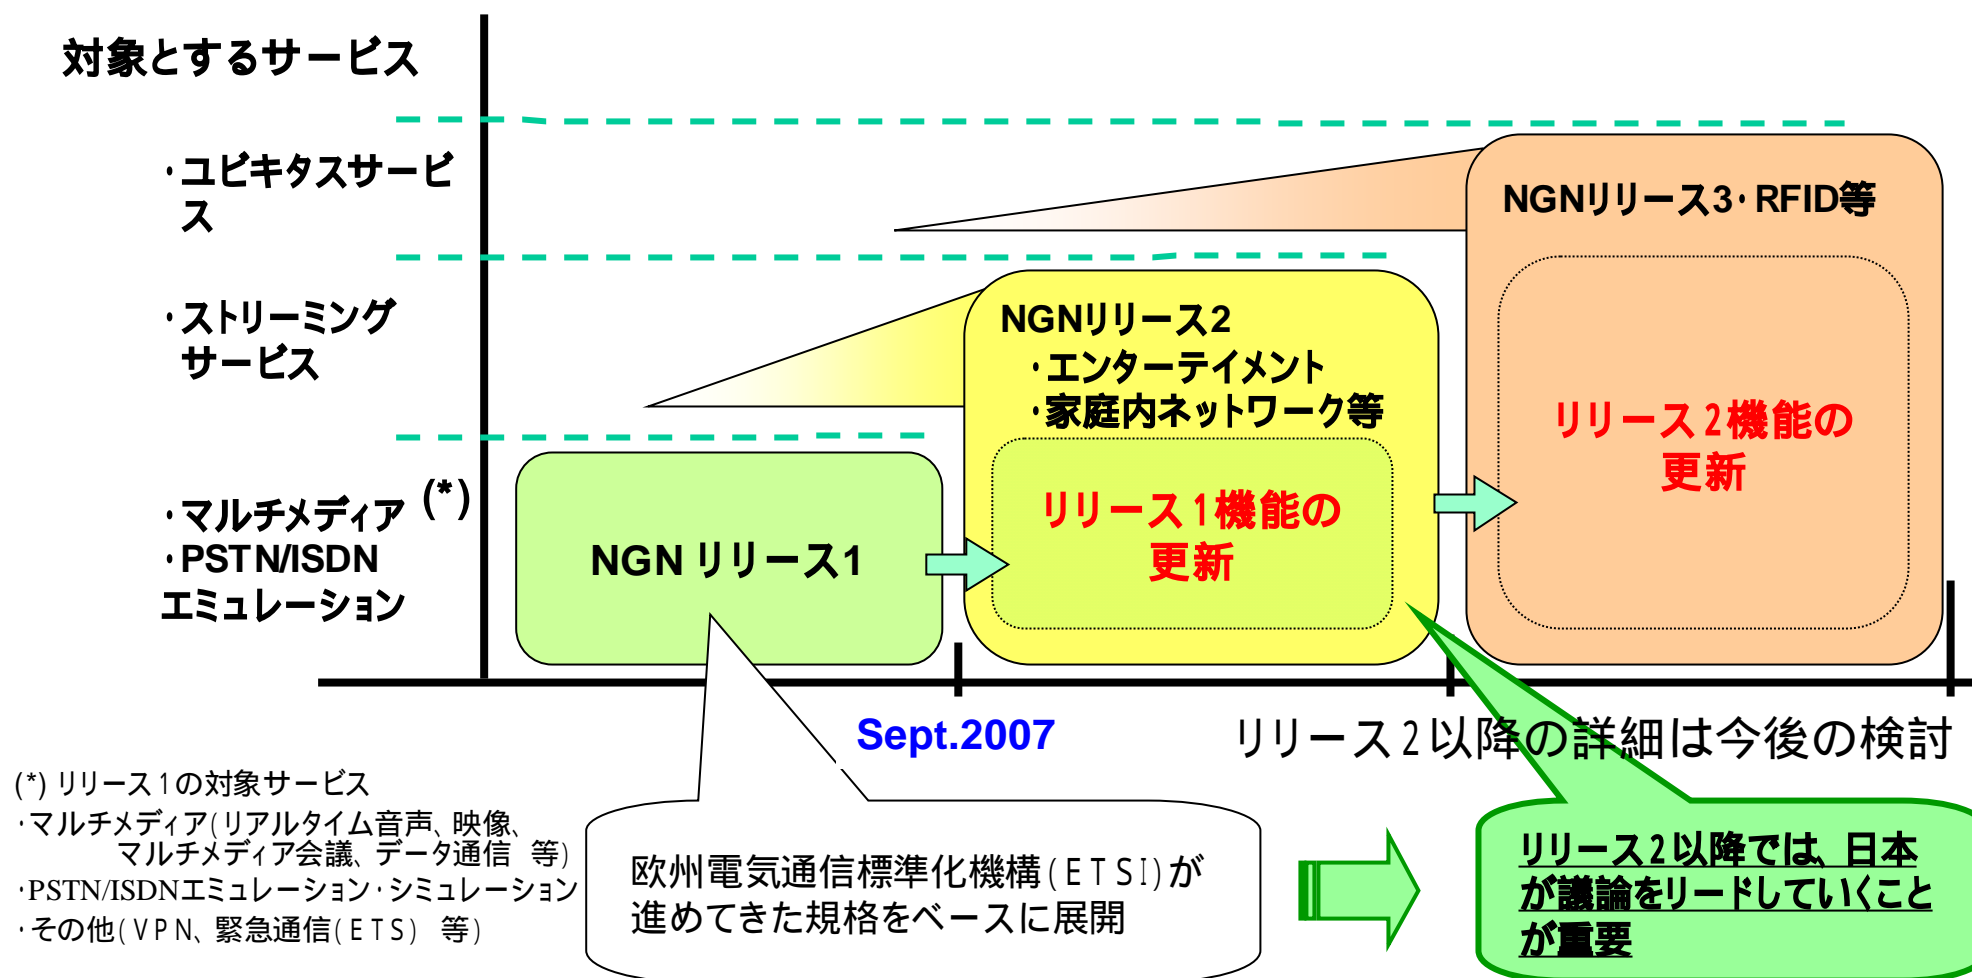 対象とするサービス
・ユビキタスサービ
ス
NGNリリース3・RFID等
・ストリーミング
サービス
NGNリリース2
・エンターテイメント
・家庭内ネットワーク等
リリース2機能の
更新
・マルチメディア(*)
・PSTN/ISDN
エミュレーション
NGN リリース1
リリース1機能の
更新
Sept.2007
リリース2以降の詳細は今後の検討
(*) リリース1の対象サービス
・マルチメディア(リアルタイム音声、映像、
マルチメディア会議、データ通信 等)
・PSTN/ISDNエミュレーション・シミュレーション
・その他(VPN、緊急通信(ETS) 等)
欧州電気通信標準化機構(ETSI)が
進めてきた規格をベースに展開
リリース2以降では、日本
が議論をリードしていくこと
が重要